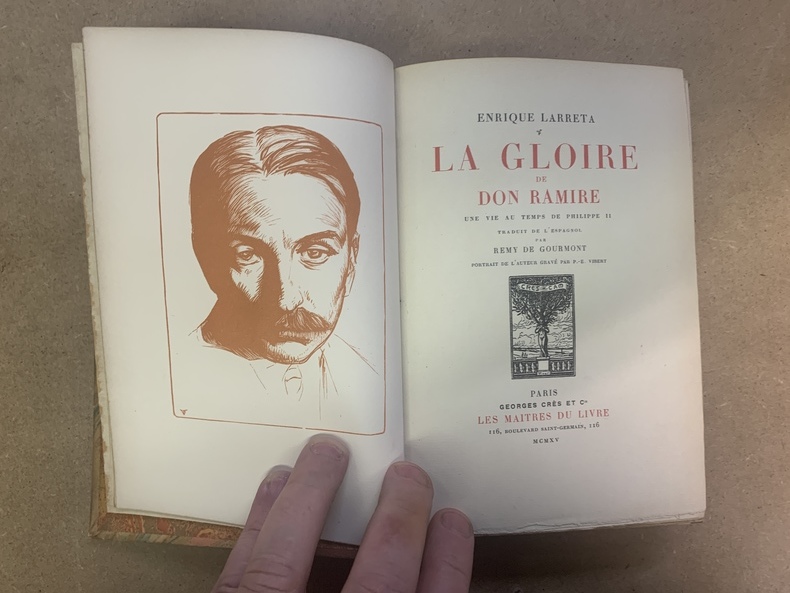 ENRIQUE LARRETA
LA GLOIRE
DE
DON RAMIRE
UNE VIE AU TEMPS DE PHILIPPE II
TRADUIT DE L'ESPAGNOL
PAR
REMY DE GOURMONT
PORTRAIT DE L'AUTEUR GRAVÉ PAR P.-E. VIBERT
PARIS
GEORGES CRÈS ET Cie
LES MAITRES DU LIVRE
116, BOULEVARD SAINT-GERMAIN, 116
MCMXV